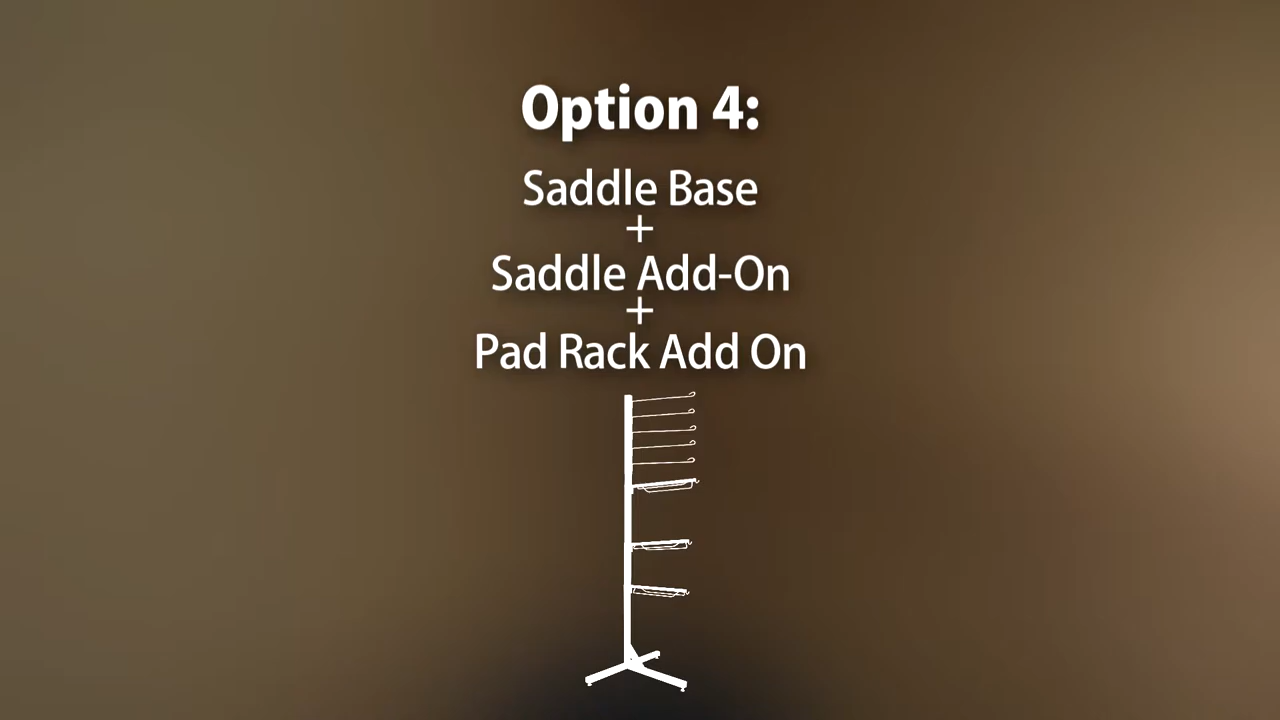 Option 4:
Saddle Base
+
Saddle Add-On
+
Pad Rack Add On